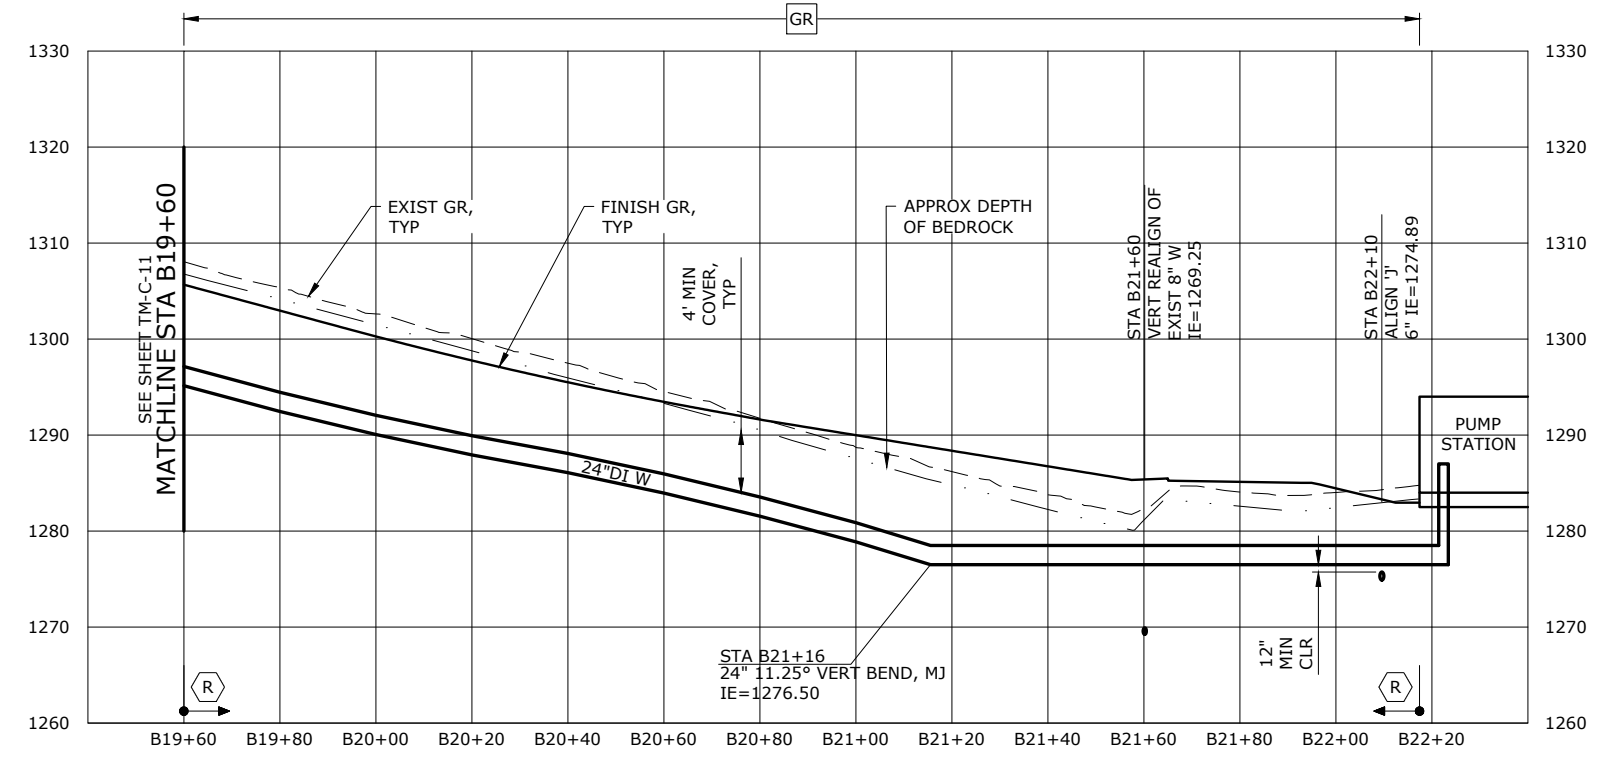 GR
1330
1330
1320
1320
1310
1310
1300
1300
1290
1290
1280
1280
1270
1270
1260
1260
SEE SHEET TM-C-11
MATCHLINE STA B19+60
EXIST GR,
TYP
FINISH GR,
TYP
4' MIN
COVER,
TYP
APPROX DEPTH
OF BEDROCK
STA B21+60
VERT REALIGN OF
EXIST 8" W
IE=1269.25
STA B22+10
ALIGN 'J'
6" IE=1274.89
PUMP
STATION
24"DI W
STA B21+16
24" 11.25° VERT BEND, MJ
IE=1276.50
12"
MIN
CLR
R
R
B19+60
B19+80
B20+00
B20+20
B20+40
B20+60
B20+80
B21+00
B21+20
B21+40
B21+60
B21+80
B22+00
B22+20